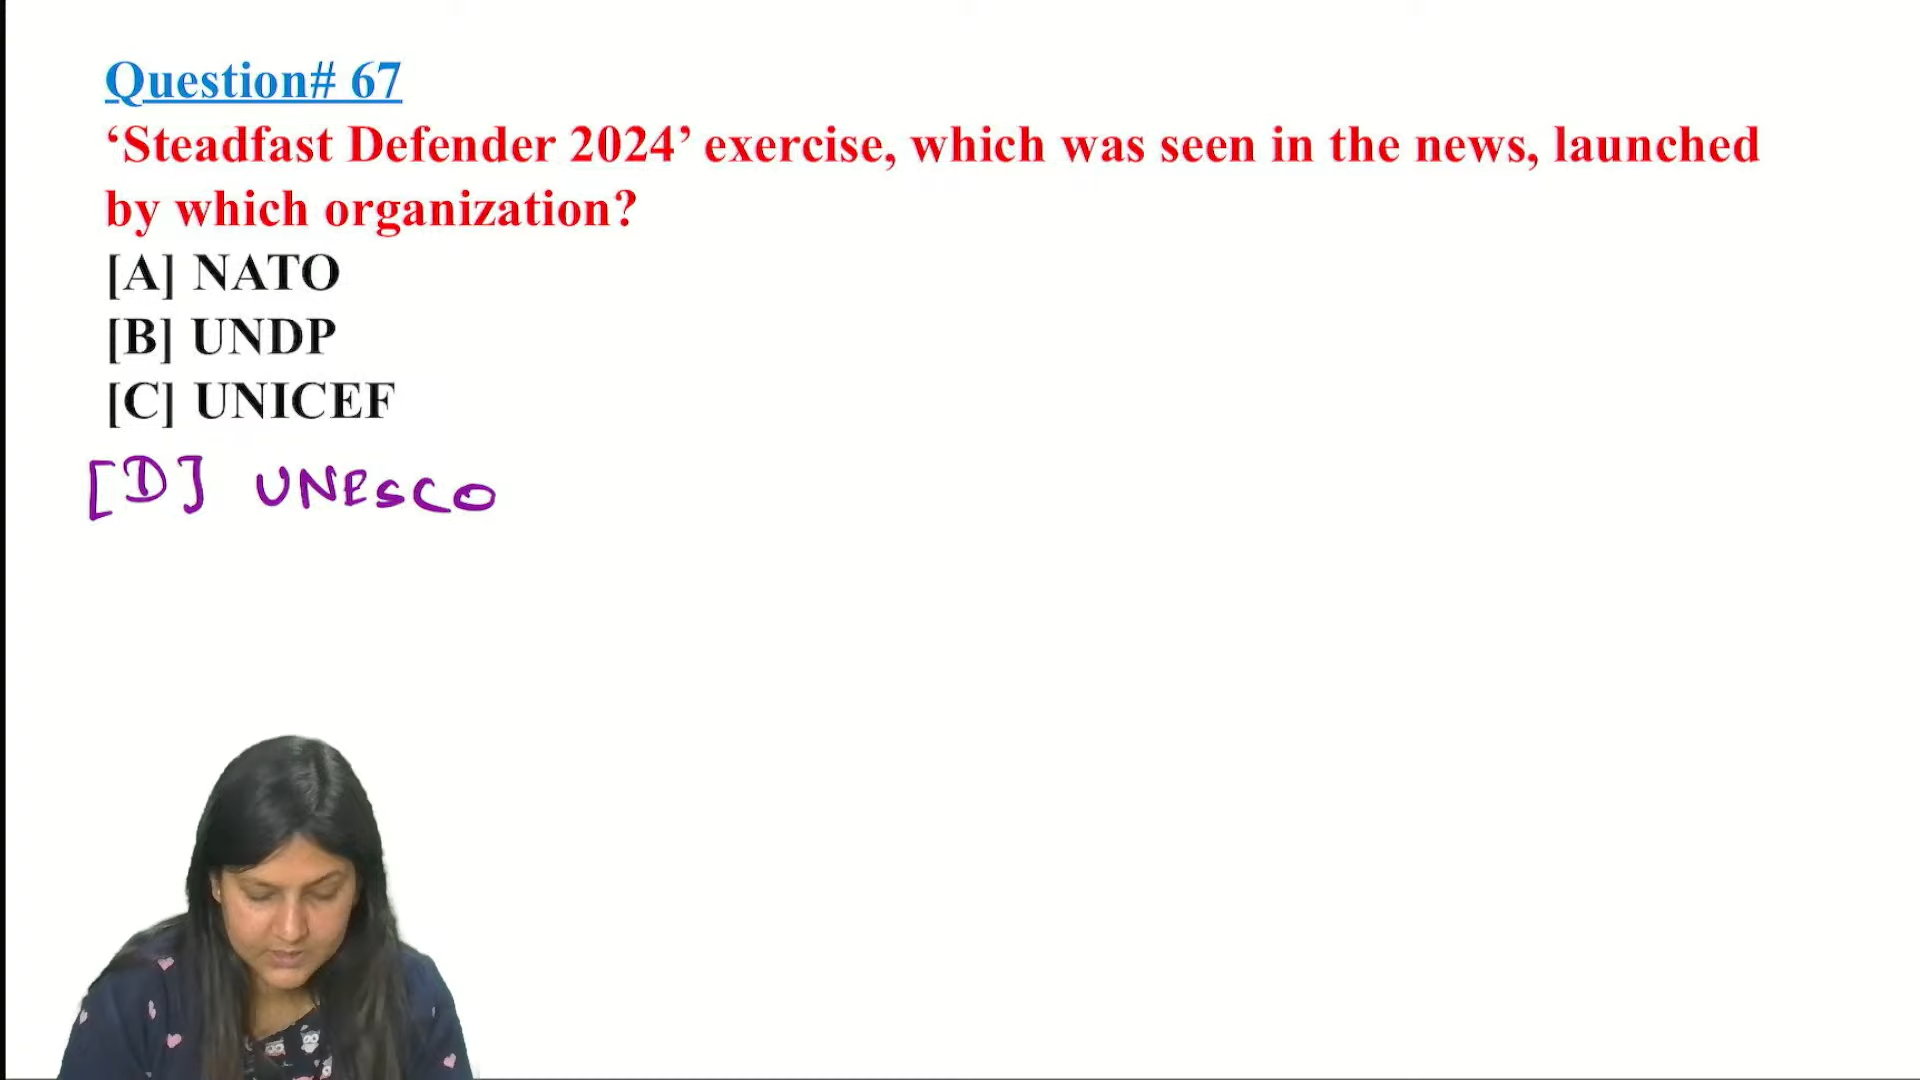 Question# 67
‘Steadfast Defender 2024’ exercise, which was seen in the news, launched
by which organization?
[A] NATO
[B] UNDP
[C] UNICEF
[D] UNESCO